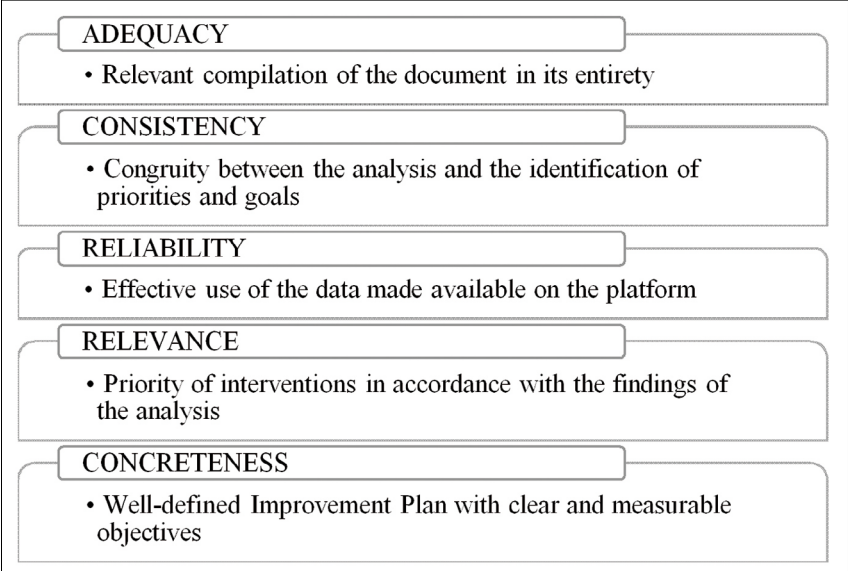 ADEQUACY
• Relevant compilation of the document in its entirety
CONSISTENCY
• Congruity between the analysis and the identification of
priorities and goals
RELIABILITY
• Effective use of the data made available on the platform
RELEVANCE
• Priority of interventions in accordance with the findings of
the analysis
CONCRETENESS
• Well-defined Improvement Plan with clear and measurable
objectives